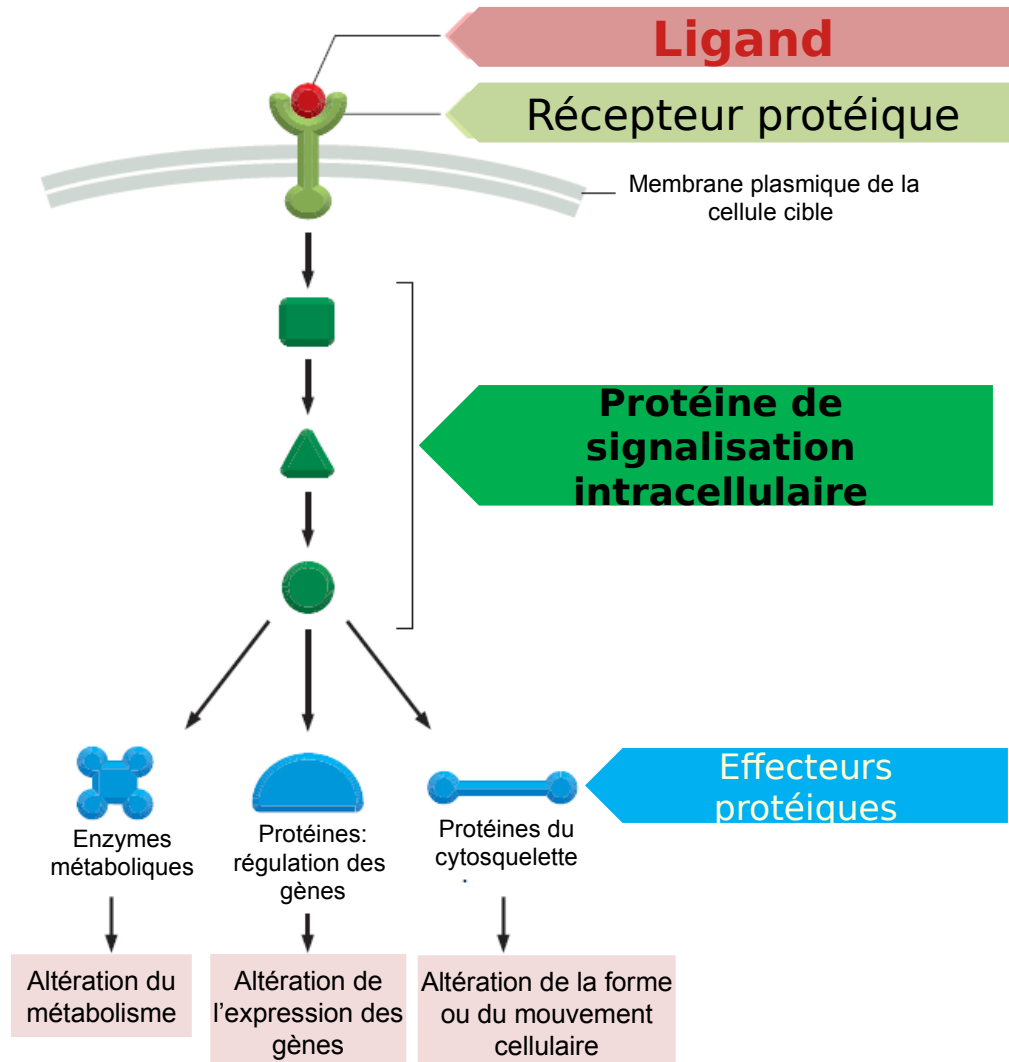 Ligand
Récepteur protéique
Membrane plasmique de la
cellule cible
Protéine de
signalisation
intracellulaire
Effecteurs
protéiques
Enzymes
métaboliques
Protéines:
régulation des
gènes
Protéines du
cytosquelette
Altération du
métabolisme
Altération de
l’expression des
gènes
Altération de la forme
ou du mouvement
cellulaire